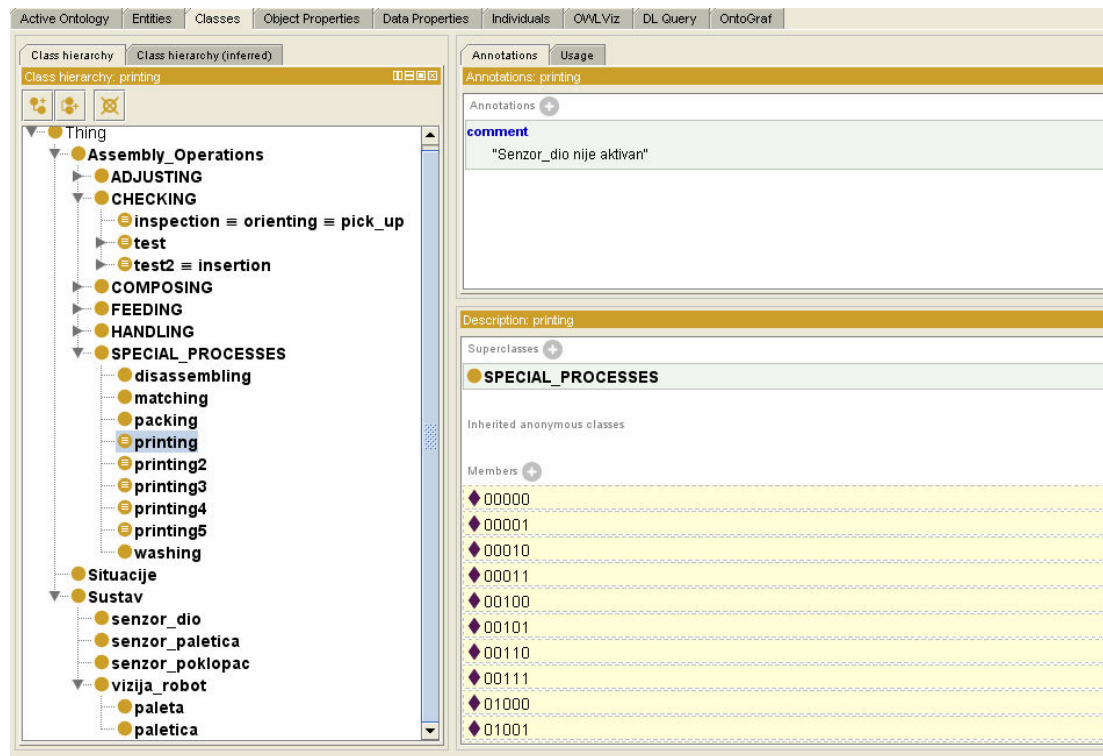 Active Ontology Entities Classes Object Properties Data Properties Individuals OWLViz DL Query OntoGraf
Class hierarchy Class hierarchy (inferred)
Class hierarchy: printing
Thing
Assembly_Operations
ADJUSTING
CHECKING
inspection ≡ orienting ≡ pick_up
test
test2 ≡ insertion
COMPOSING
FEEDING
HANDLING
SPECIAL_PROCESSES
disassembling
matching
packing
printing
printing2
printing3
printing4
printing5
washing
Situacije
Sustav
senzor_dio
senzor_paletica
senzor_poklopac
vizija_robot
paleta
paletica
Annotations Usage
Annotations: printing
Annotations
comment
"Senzor_dio nije aktivan"
Description: printing
Superclasses
SPECIAL_PROCESSES
Inherited anonymous classes
Members
00000
00001
00010
00011
00100
00101
00110
00111
01000
01001